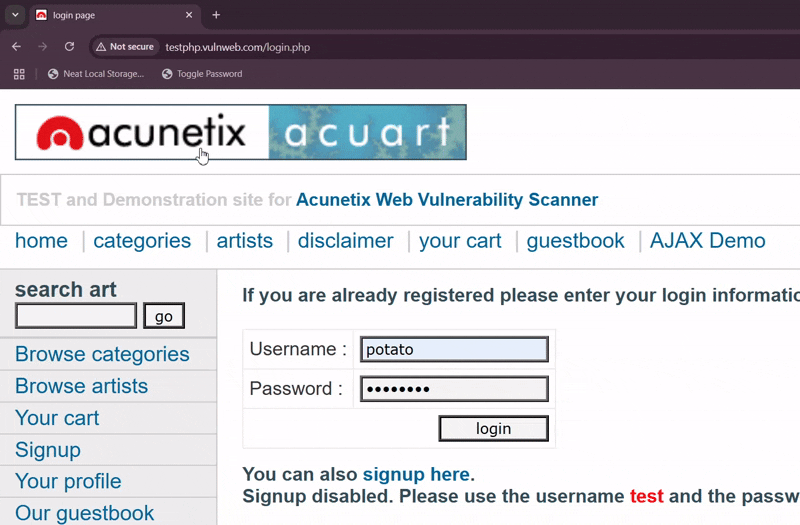 login page
Not secure testphp.vulnweb.com/login.php
Neat Local Storage... Toggle Password
acunetix acuart
TEST and Demonstration site for Acunetix Web Vulnerability Scanner
home | categories | artists | disclaimer | your cart | guestbook | AJAX Demo
search art
go
Browse categories
Browse artists
Your cart
Signup
Your profile
Our guestbook
If you are already registered please enter your login informatio
Username : potato
Password : ••••••••
login
You can also signup here.
Signup disabled. Please use the username test and the passw